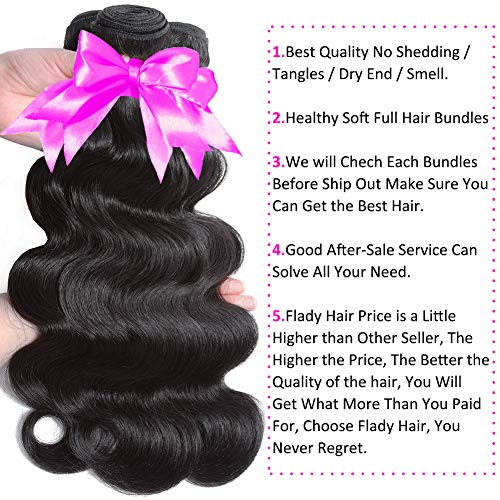 1.Best Quality No Shedding /
Tangles / Dry End / Smell.
2.Healthy Soft Full Hair Bundles
3.We will Chech Each Bundles
Before Ship Out Make Sure You
Can Get the Best Hair.
4.Good After-Sale Service Can
Solve All Your Need.
5.Flady Hair Price is a Little
Higher than Other Seller, The
Higher the Price, The Better the
Quality of the hair, You Will
Get What More Than You Paid
For, Choose Flady Hair, You
Never Regret.